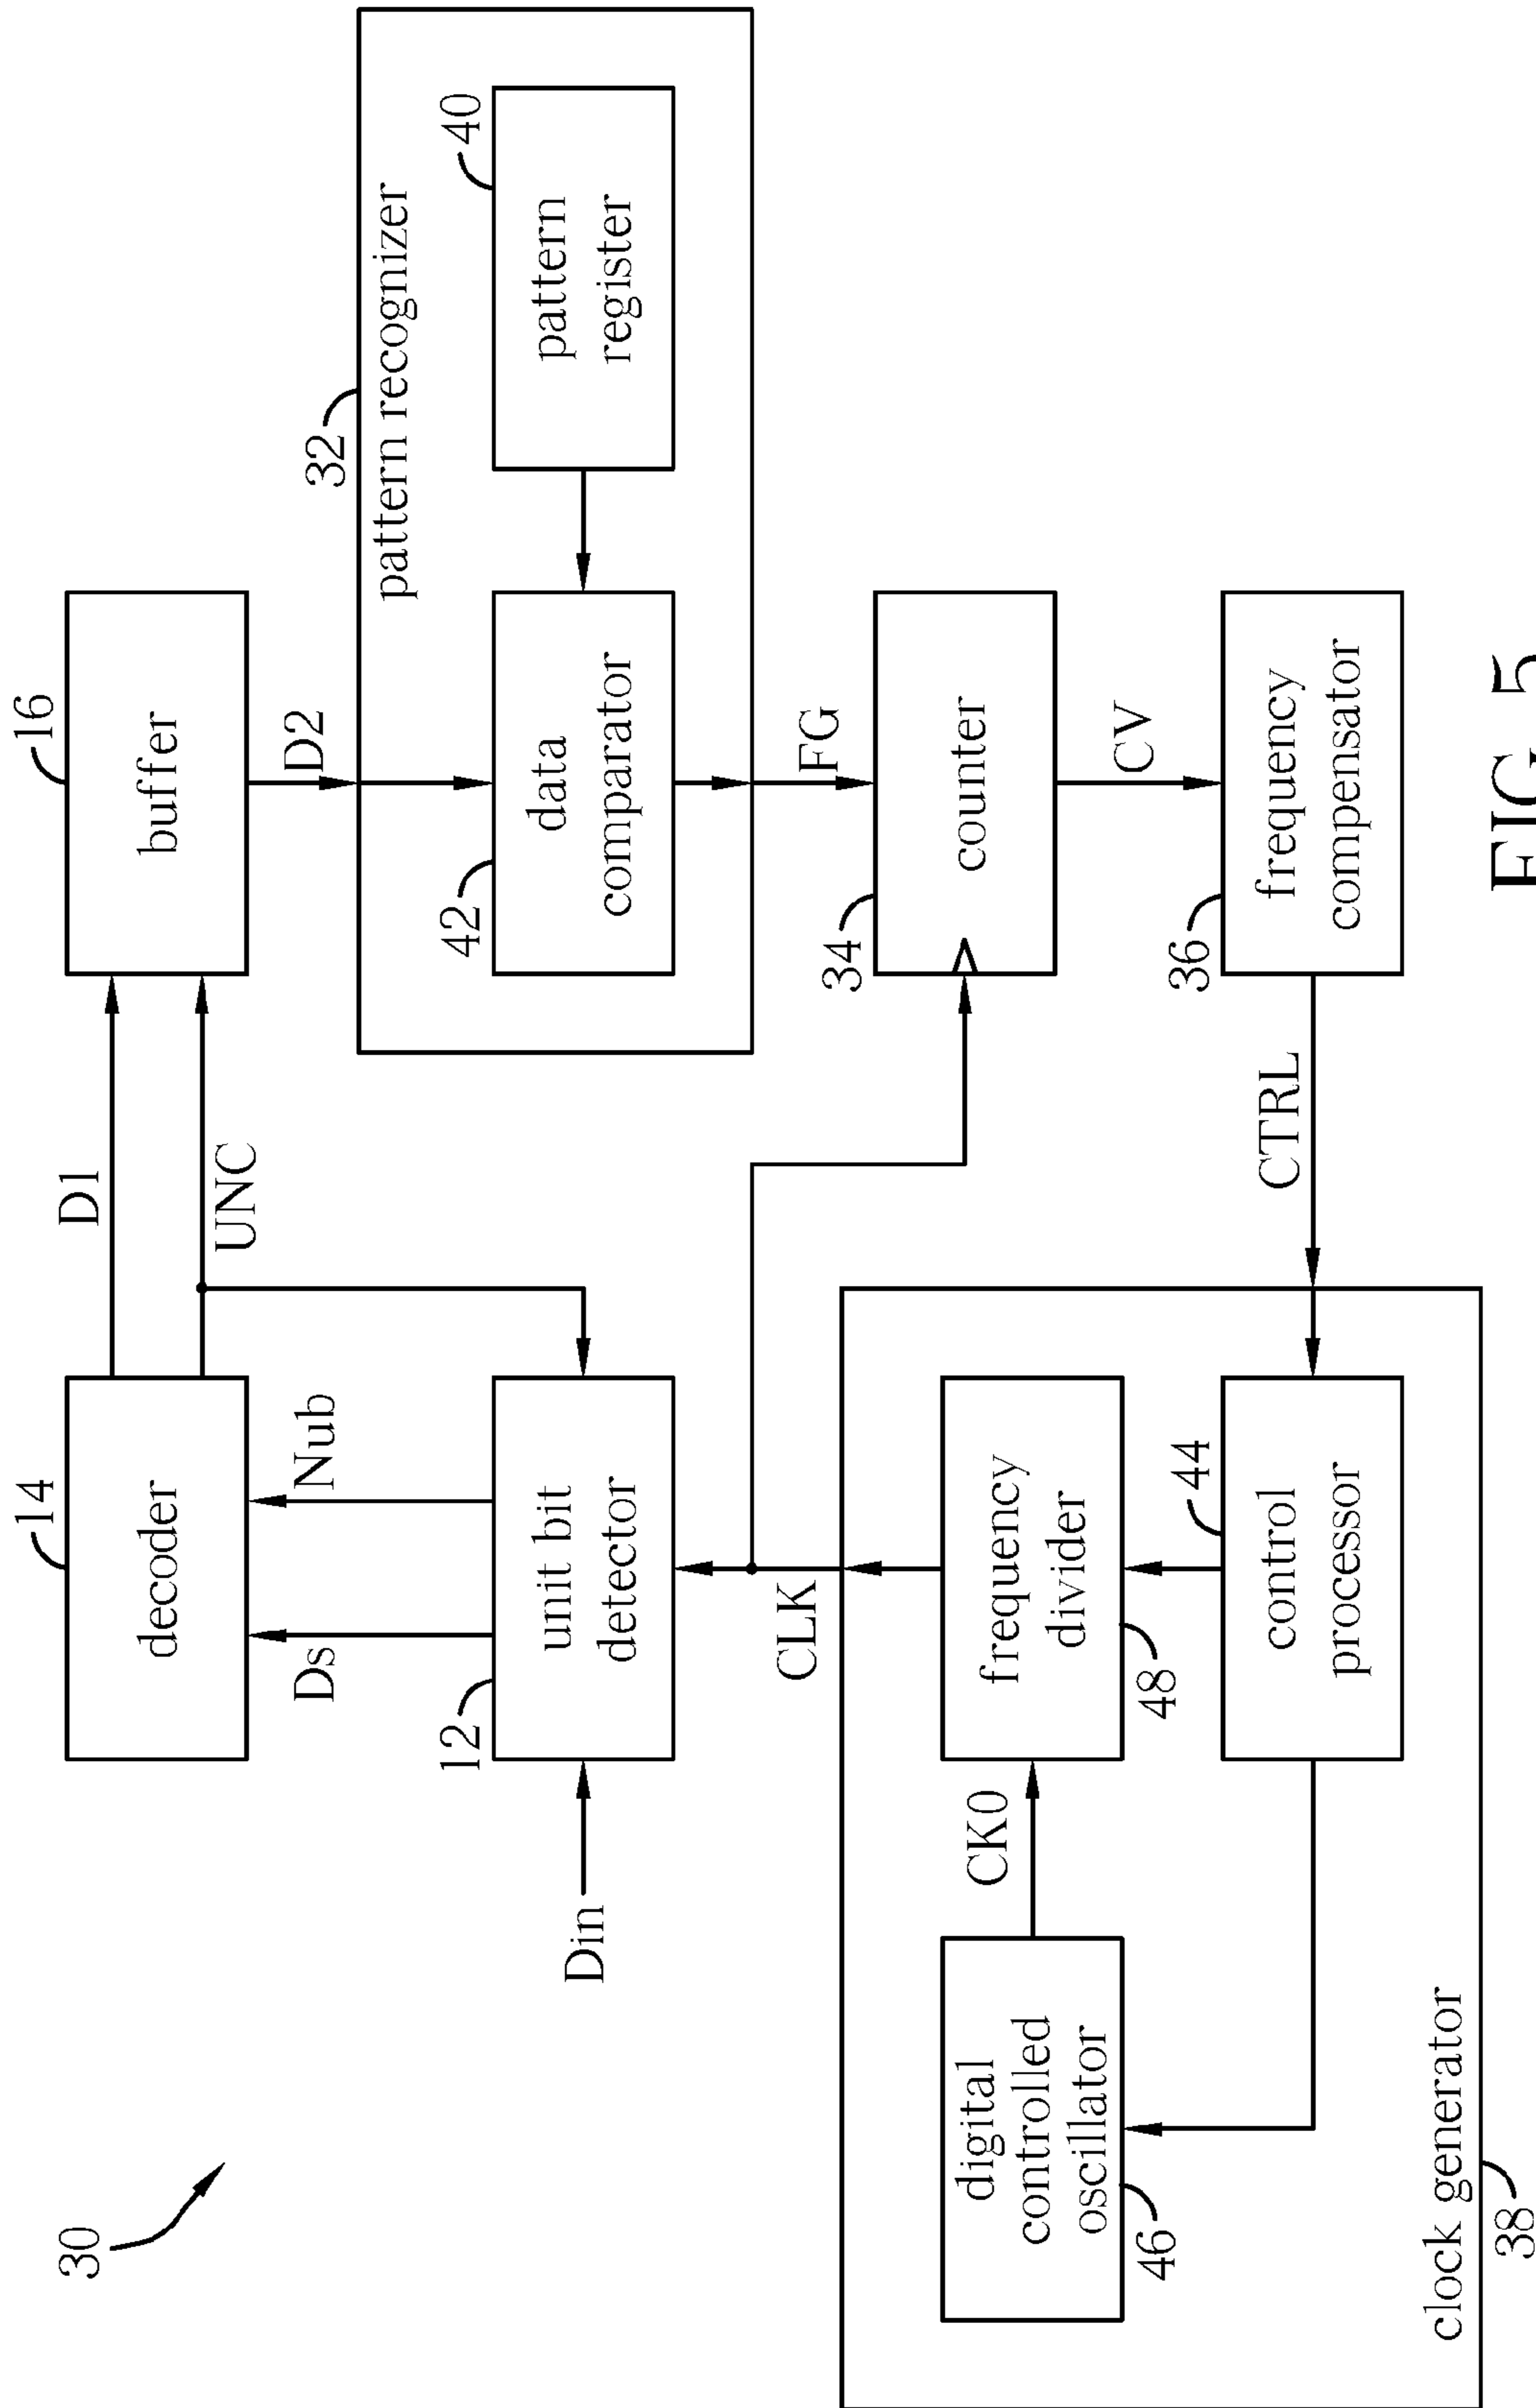 30
14
decoder
D1
UNC
16
buffer
Ds
Nub
D2
32
pattern recognizer
Din
12
unit bit
detector
42
data
comparator
40
pattern
register
CLK
FG
34
counter
CK0
digital
controlled
oscillator
46
frequency
divider
48
44
control
processor
CV
CTRL
36
frequency
compensator
clock generator
38
FIG. 5